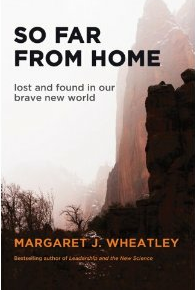 SO FAR
FROM HOME
lost and found in our
brave new world
MARGARET J. WHEATLEY
Bestselling author of Leadership and the New Science